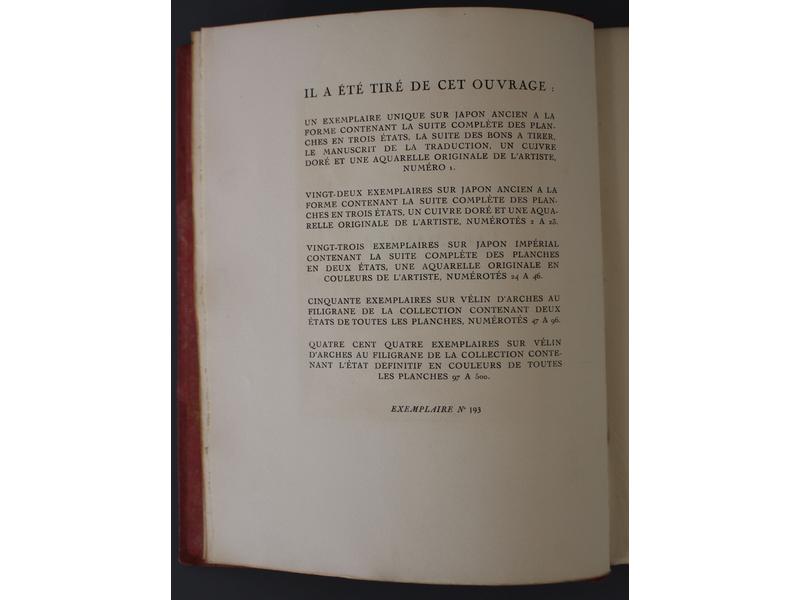 IL A ÉTÉ TIRÉ DE CET OUVRAGE :
UN EXEMPLAIRE UNIQUE SUR JAPON ANCIEN A LA
FORME CONTENANT LA SUITE COMPLÈTE DES PLAN-
CHES EN TROIS ÉTATS, LA SUITE DES BONS A TIRER,
LE MANUSCRIT DE LA TRADUCTION, UN CUIVRE
DORÉ ET UNE AQUARELLE ORIGINALE DE L'ARTISTE,
NUMÉRO 1.
VINGT-DEUX EXEMPLAIRES SUR JAPON ANCIEN A LA
FORME CONTENANT LA SUITE COMPLÈTE DES PLAN-
CHES EN TROIS ÉTATS, UN CUIVRE DORÉ ET UNE AQUA-
RELLE ORIGINALE DE L'ARTISTE, NUMÉROTÉS 2 A 23.
VINGT-TROIS EXEMPLAIRES SUR JAPON IMPÉRIAL
CONTENANT LA SUITE COMPLÈTE DES PLANCHES
EN DEUX ÉTATS, UNE AQUARELLE ORIGINALE EN
COULEURS DE L'ARTISTE, NUMÉROTÉS 24 A 46.
CINQUANTE EXEMPLAIRES SUR VÉLIN D'ARCHES AU
FILIGRANE DE LA COLLECTION CONTENANT DEUX
ÉTATS DE TOUTES LES PLANCHES, NUMÉROTÉS 47 A 96.
QUATRE CENT QUATRE EXEMPLAIRES SUR VÉLIN
D'ARCHES AU FILIGRANE DE LA COLLECTION CONTE-
NANT L'ÉTAT DEFINITIF EN COULEURS DE TOUTES
LES PLANCHES 97 A 500.
EXEMPLAIRE N° 193